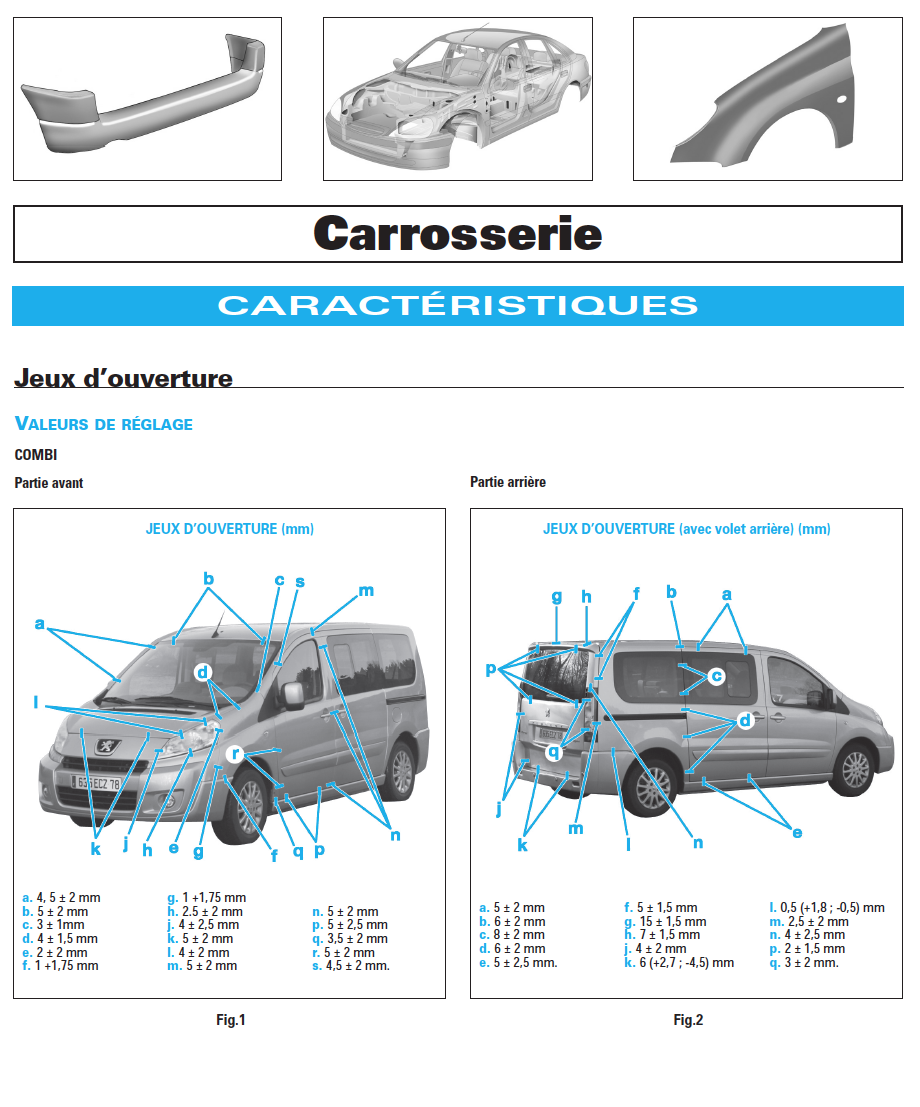 Carrosserie
CARACTÉRISTIQUES
Jeux d'ouverture
VALEURS DE RÉGLAGE
COMBI
Partie avant
JEUX D'OUVERTURE (mm)
b c s m
a
d
l
r
k j h e g f q p n
635 ECZ 78
a. 4, 5 ± 2 mm
b. 5 ± 2 mm
c. 3 ± 1mm
d. 4 ± 1,5 mm
e. 2 ± 2 mm
f. 1 +1,75 mm
g. 1 +1,75 mm
h. 2.5 ± 2 mm
j. 4 ± 2,5 mm
k. 5 ± 2 mm
l. 4 ± 2 mm
m. 5 ± 2 mm
n. 5 ± 2 mm
p. 5 ± 2,5 mm
q. 3,5 ± 2 mm
r. 5 ± 2 mm
s. 4,5 ± 2 mm.
Fig.1
Partie arrière
JEUX D'OUVERTURE (avec volet arrière) (mm)
g h f b a
p
c
d
q
j
k m l n e
a. 5 ± 2 mm
b. 6 ± 2 mm
c. 8 ± 2 mm
d. 6 ± 2 mm
e. 5 ± 2,5 mm.
f. 5 ± 1,5 mm
g. 15 ± 1,5 mm
h. 7 ± 1,5 mm
j. 4 ± 2 mm
k. 6 (+2,7 ; -4,5) mm
l. 0,5 (+1,8 ; -0,5) mm
m. 2,5 ± 2 mm
n. 4 ± 2,5 mm
p. 2 ± 1,5 mm
q. 3 ± 2 mm.
Fig.2